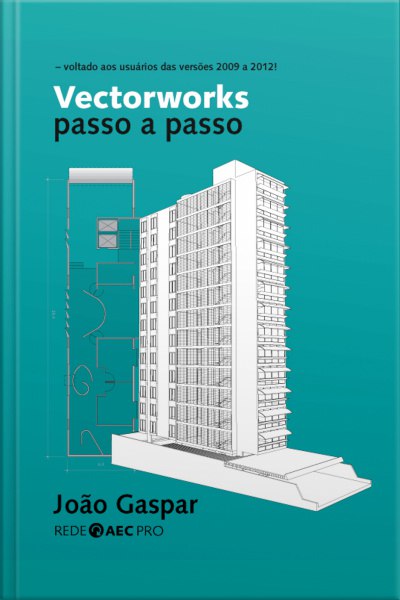 – voltado aos usuários das versões 2009 a 2012!
Vectorworks
passo a passo
João Gaspar
REDE AEC PRO